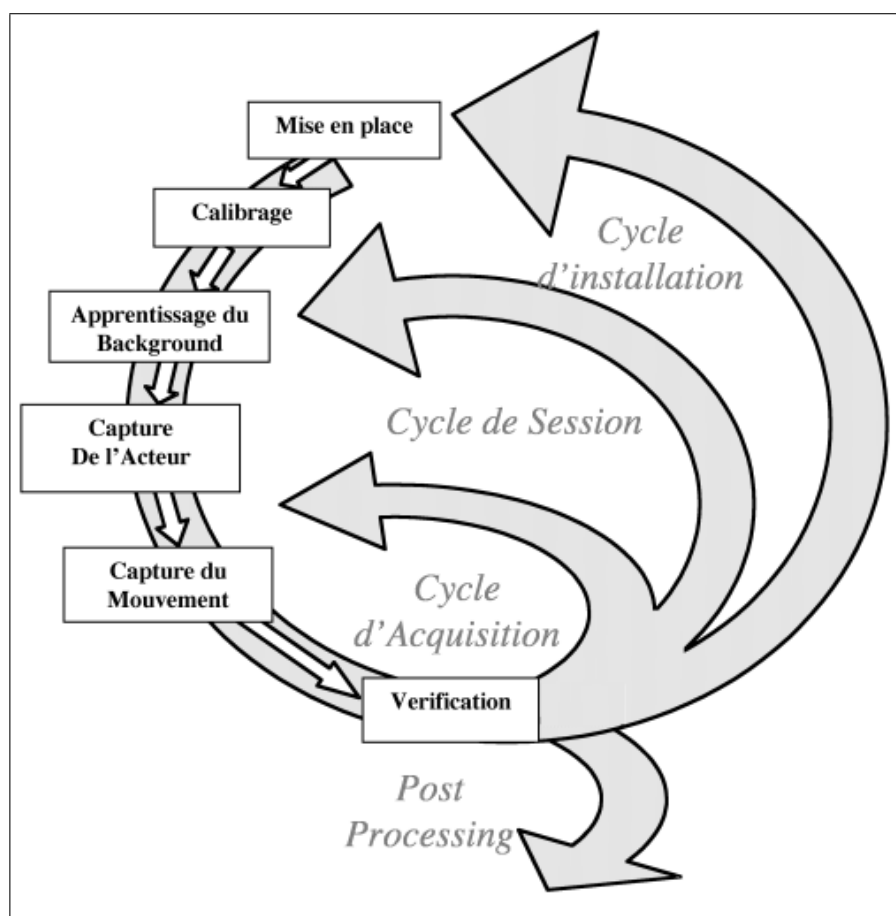 Mise en place
Calibrage
Cycle
d'installation
Apprentissage du
Background
Cycle de Session
Capture
De l'Acteur
Capture du
Mouvement
Cycle
d'Acquisition
Verification
Post
Processing